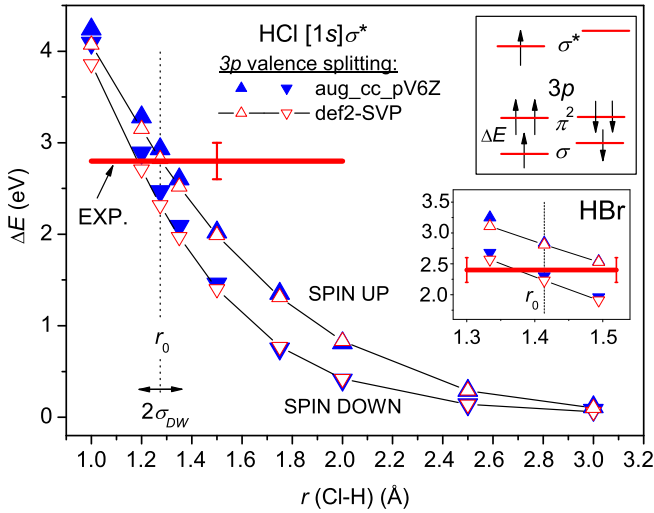 HCl [1s]σ*
3p valence splitting:
aug_cc_pV6Z
def2-SVP
σ*
3p
π²
ΔE
σ
EXP.
SPIN UP
SPIN DOWN
r₀
2σ_DW
HBr
3.5
3.0
2.5
2.0
r₀
1.3
1.4
1.5
ΔE (eV)
4
3
2
1
0
1.0 1.2 1.4 1.6 1.8 2.0 2.2 2.4 2.6 2.8 3.0 3.2
r (Cl-H) (Å)